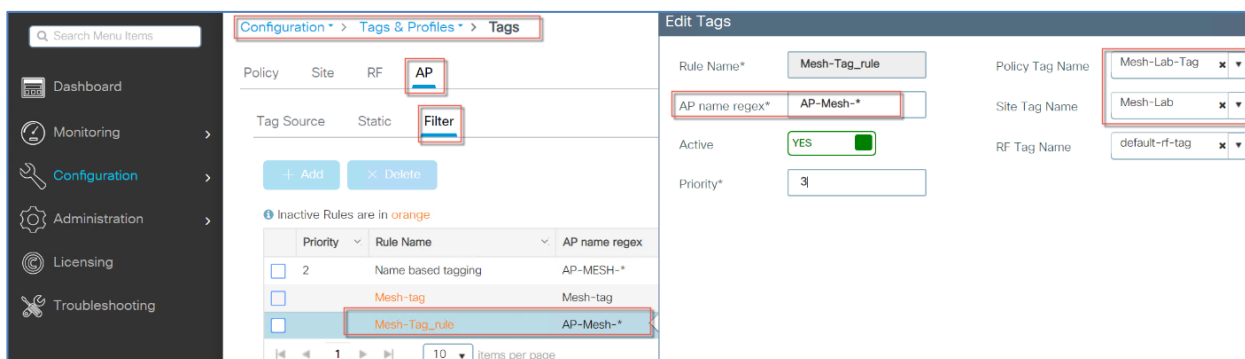 Search Menu Items
Dashboard
Monitoring
Configuration
Administration
Licensing
Troubleshooting
Configuration > Tags & Profiles > Tags
Policy Site RF AP
Tag Source Static Filter
+ Add × Delete
Inactive Rules are in orange
Priority Rule Name AP name regex
2 Name based tagging AP-MESH-*
Mesh-tag Mesh-tag
Mesh-Tag_rule AP-Mesh-*
1 10 items per page
Edit Tags
Rule Name* Mesh-Tag_rule
AP name regex* AP-Mesh-*
Active YES
Priority* 3
Policy Tag Name Mesh-Lab-Tag
Site Tag Name Mesh-Lab
RF Tag Name default-rf-tag